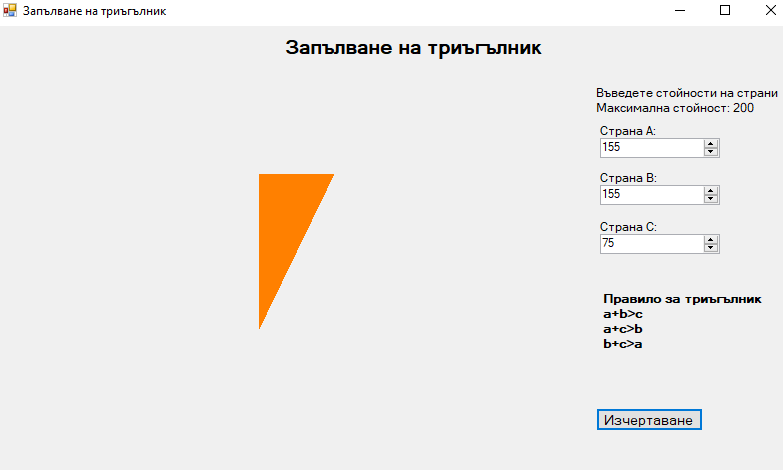 Запълване на триъгълник
Запълване на триъгълник
Въведете стойности на страни
Максимална стойност: 200
Страна A:
155
Страна B:
155
Страна C:
75
Правило за триъгълник
a+b>c
a+c>b
b+c>a
Изчертаване